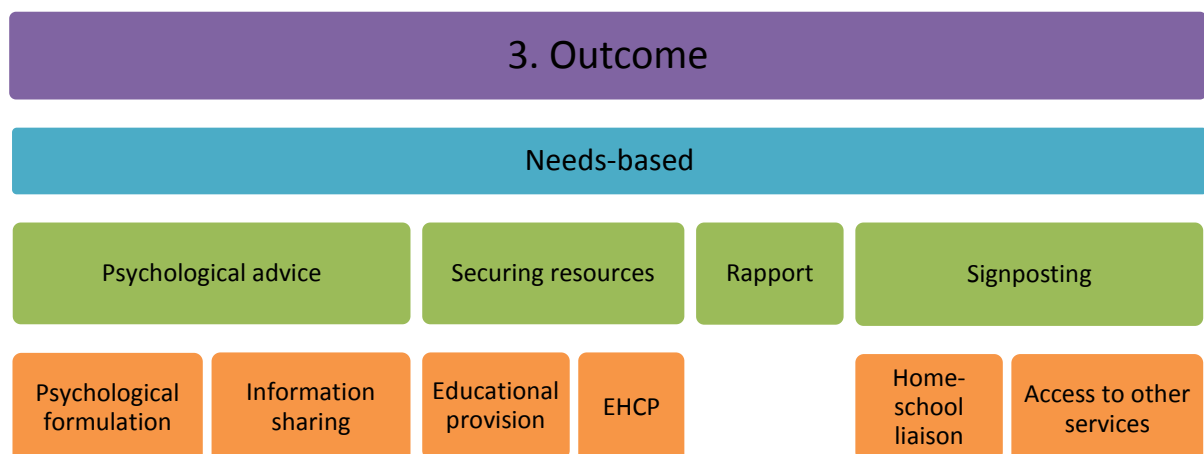 3. Outcome
Needs-based
Psychological advice
Securing resources
Rapport
Signposting
Psychological
formulation
Information
sharing
Educational
provision
EHCP
Home-
school
liaison
Access to other
services